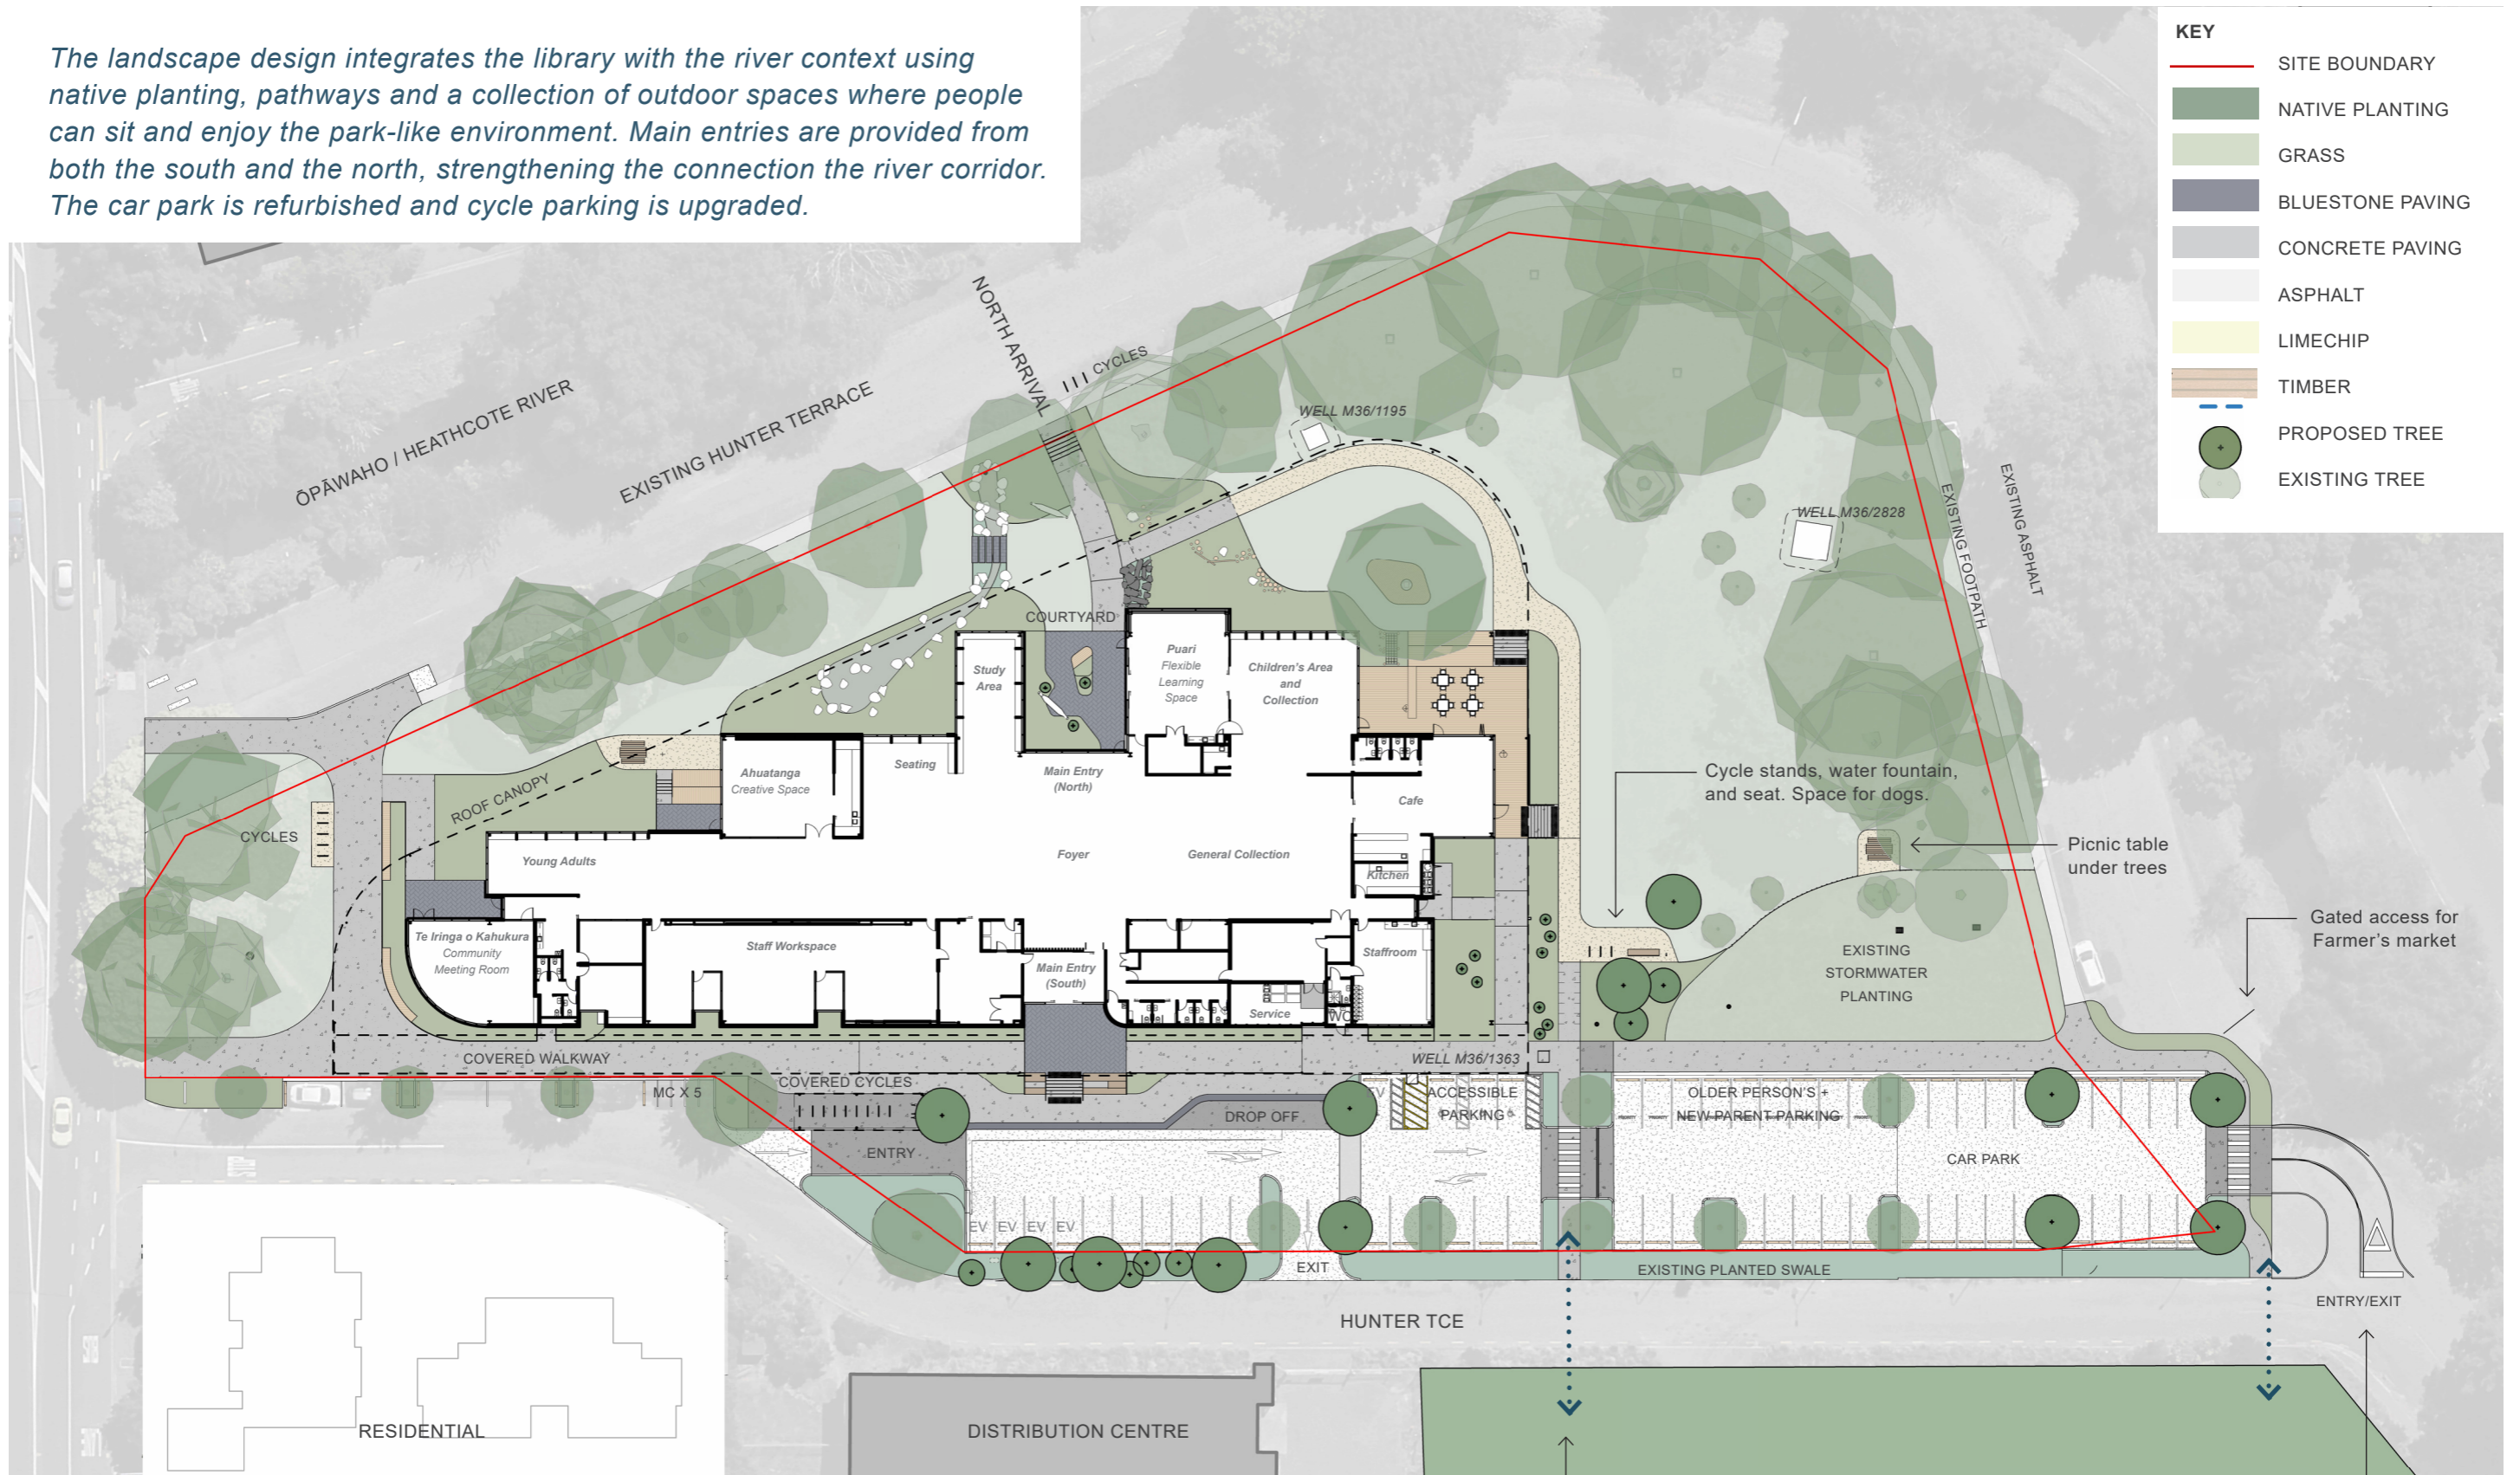 The landscape design integrates the library with the river context using
native planting, pathways and a collection of outdoor spaces where people
can sit and enjoy the park-like environment. Main entries are provided from
both the south and the north, strengthening the connection the river corridor.
The car park is refurbished and cycle parking is upgraded.
KEY
SITE BOUNDARY
NATIVE PLANTING
GRASS
BLUESTONE PAVING
CONCRETE PAVING
ASPHALT
LIMECHIP
TIMBER
PROPOSED TREE
EXISTING TREE
ŌPĀWAHO / HEATHCOTE RIVER
EXISTING HUNTER TERRACE
NORTH ARRIVAL
CYCLES
WELL M36/1195
WELL M36/2828
EXISTING FOOTPATH
EXISTING ASPHALT
COURTYARD
Study
Area
Puari
Flexible
Learning
Space
Children's Area
and
Collection
ROOF CANOPY
Ahuatanga
Creative Space
Seating
Main Entry
(North)
Cafe
Cycle stands, water fountain,
and seat. Space for dogs.
CYCLES
Young Adults
Foyer
General Collection
Kitchen
Picnic table
under trees
Te Iringa o Kahukura
Community
Meeting Room
Staff Workspace
Main Entry
(South)
Staffroom
Service
WC
EXISTING
STORMWATER
PLANTING
Gated access for
Farmer's market
COVERED WALKWAY
WELL M36/1363
MC X 5
COVERED CYCLES
DROP OFF
EV
ACCESSIBLE
PARKING
OLDER PERSON'S +
NEW PARENT PARKING
ENTRY
CAR PARK
EV EV EV EV
EXIT
EXISTING PLANTED SWALE
ENTRY/EXIT
HUNTER TCE
RESIDENTIAL
DISTRIBUTION CENTRE